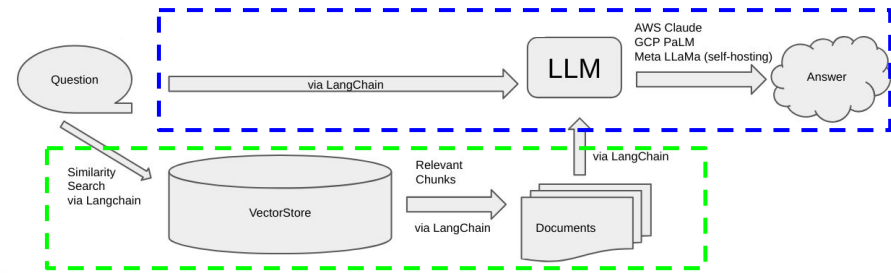 Question
via LangChain
LLM
AWS Claude
GCP PaLM
Meta LLaMa (self-hosting)
Answer
Similarity
Search
via Langchain
VectorStore
Relevant
Chunks
via LangChain
Documents
via LangChain